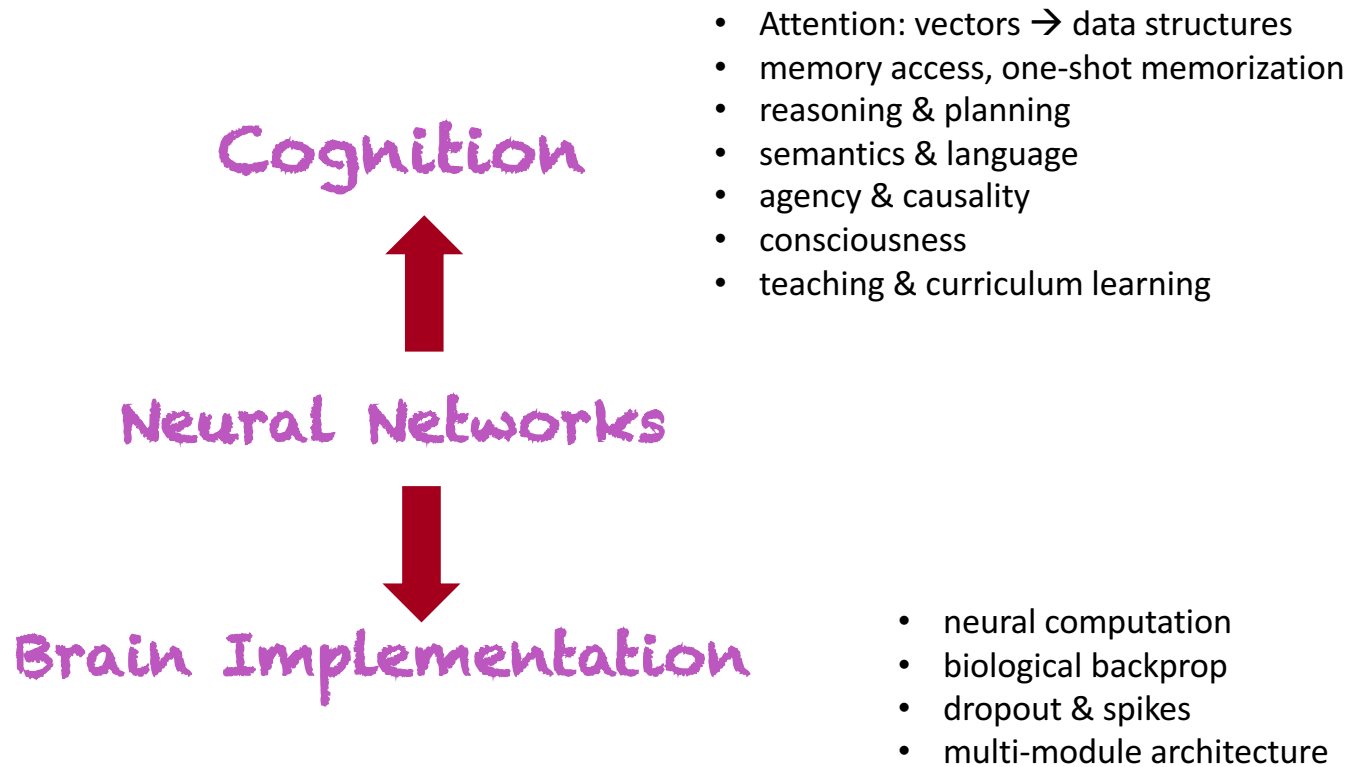 • Attention: vectors → data structures
• memory access, one-shot memorization
• reasoning & planning
• semantics & language
• agency & causality
• consciousness
• teaching & curriculum learning
Cognition
Neural Networks
Brain Implementation
• neural computation
• biological backprop
• dropout & spikes
• multi-module architecture